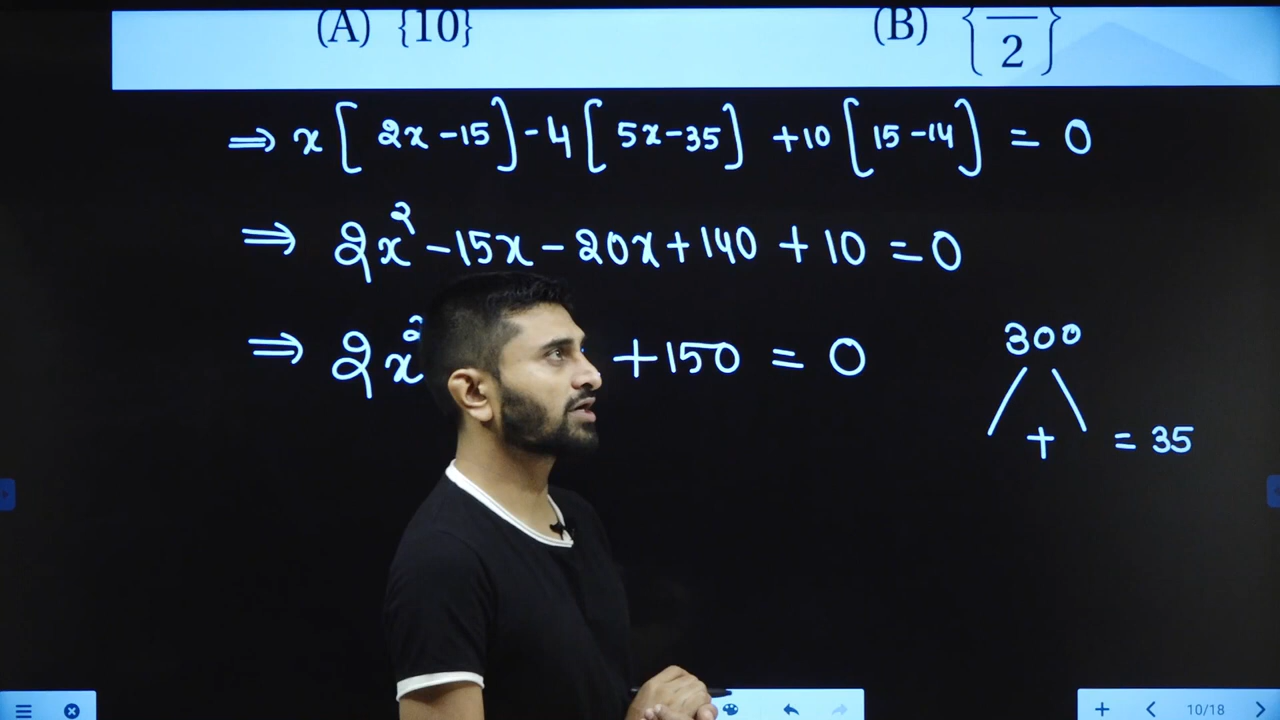 (A) {10}
(B) { 2 }
⇒ x[ 2x -15 ] - 4[ 5x-35 ] +10 [ 15 -14 ] = 0
⇒ 2x² - 15x - 20x + 140 + 10 = 0
⇒ 2x² + 150 = 0
300
+ = 35
10/18